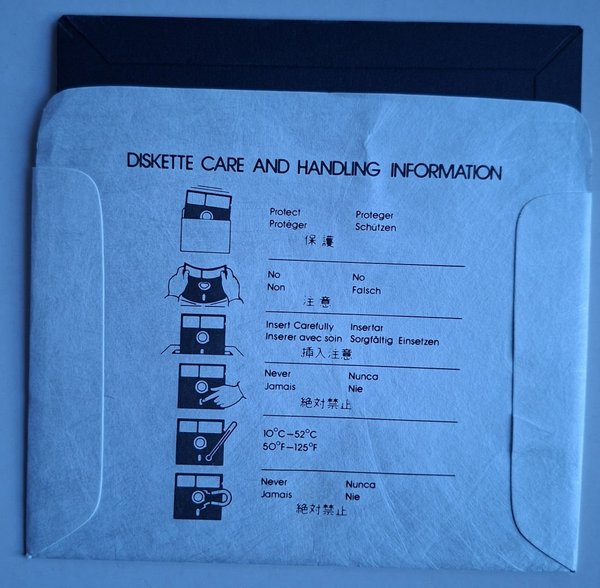 DISKETTE CARE AND HANDLING INFORMATION
Protect Proteger
Protéger Schützen
保護
No No
Non Falsch
注意
Insert Carefully Insertar
Inserer avec soin Sorgfältig Einsetzen
挿入注意
Never Nunca
Jamais Nie
絶対禁止
10°C–52°C
50°F–125°F
Never Nunca
Jamais Nie
絶対禁止